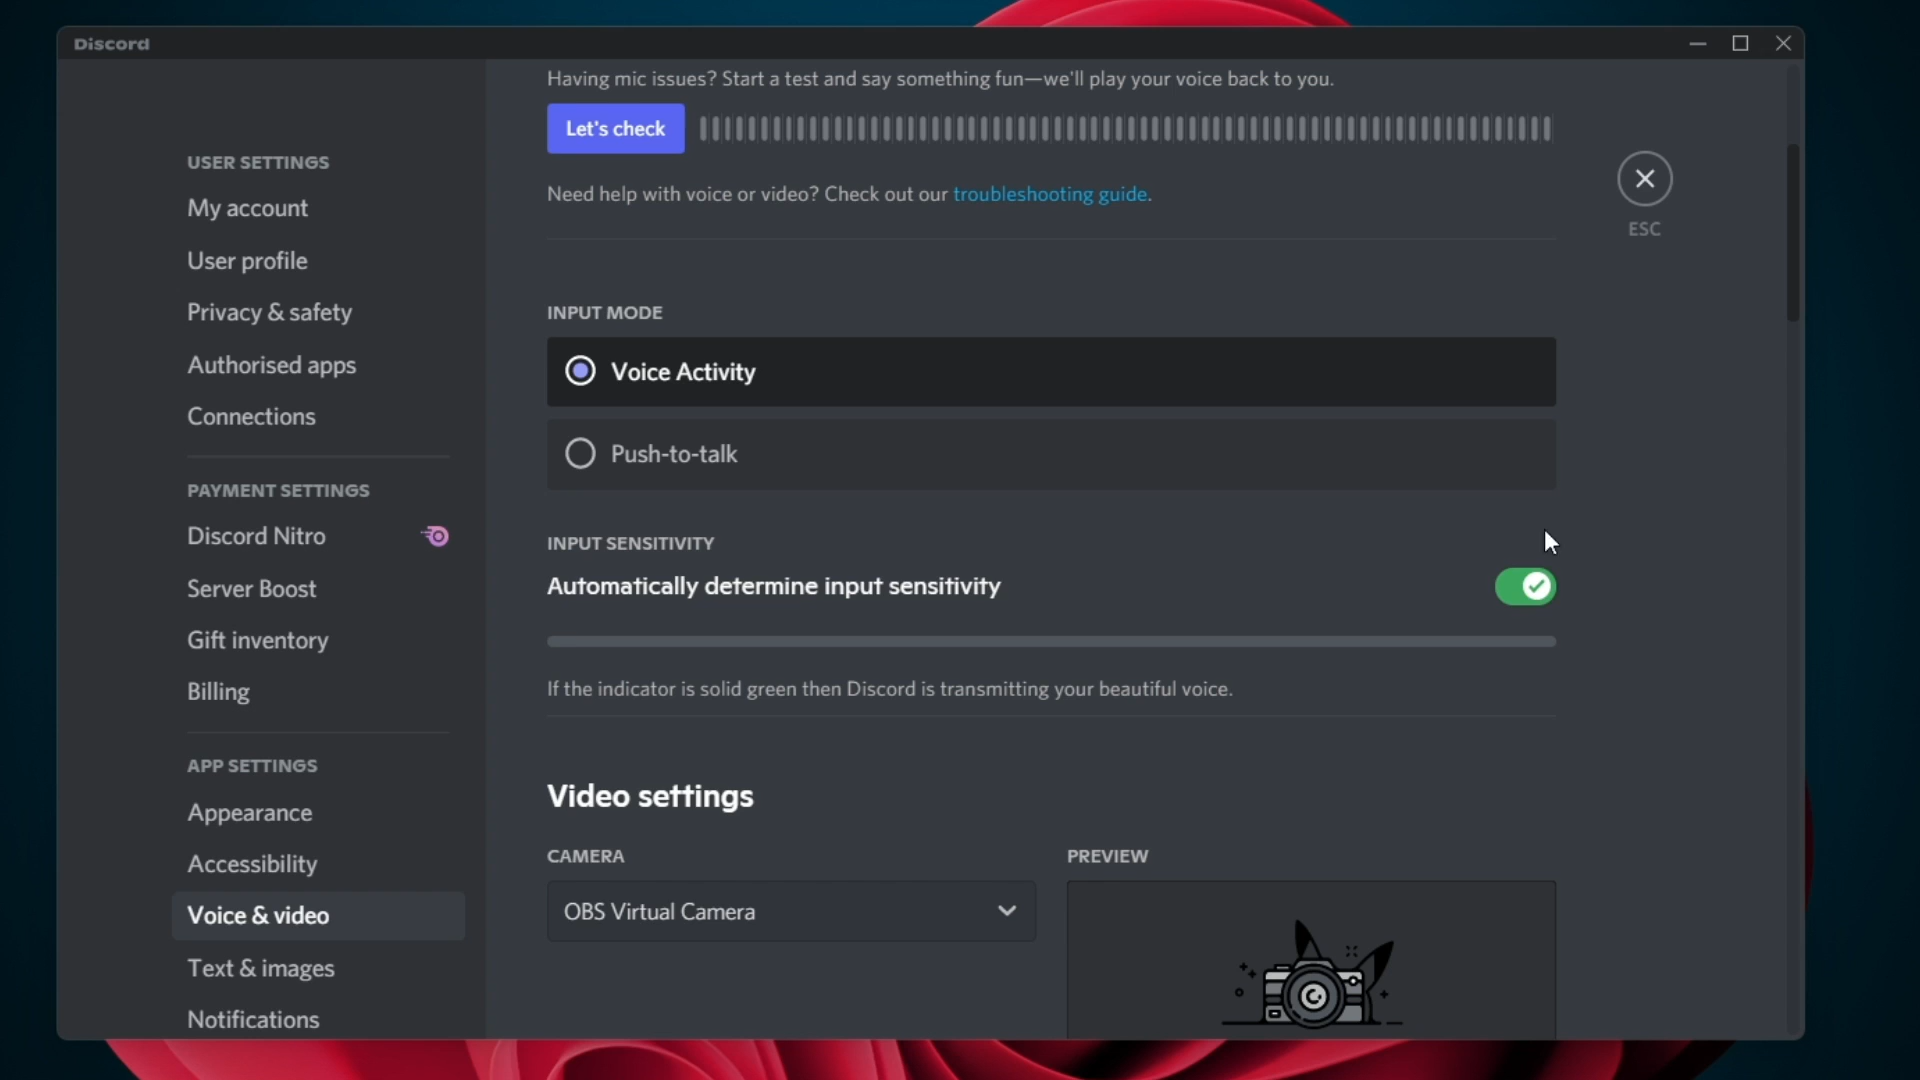 Discord
Having mic issues? Start a test and say something fun—we'll play your voice back to you.
Let's check
Need help with voice or video? Check out our troubleshooting guide.
ESC
USER SETTINGS
My account
User profile
Privacy & safety
Authorised apps
Connections
PAYMENT SETTINGS
Discord Nitro
Server Boost
Gift inventory
Billing
APP SETTINGS
Appearance
Accessibility
Voice & video
Text & images
Notifications
INPUT MODE
Voice Activity
Push-to-talk
INPUT SENSITIVITY
Automatically determine input sensitivity
If the indicator is solid green then Discord is transmitting your beautiful voice.
Video settings
CAMERA
OBS Virtual Camera
PREVIEW